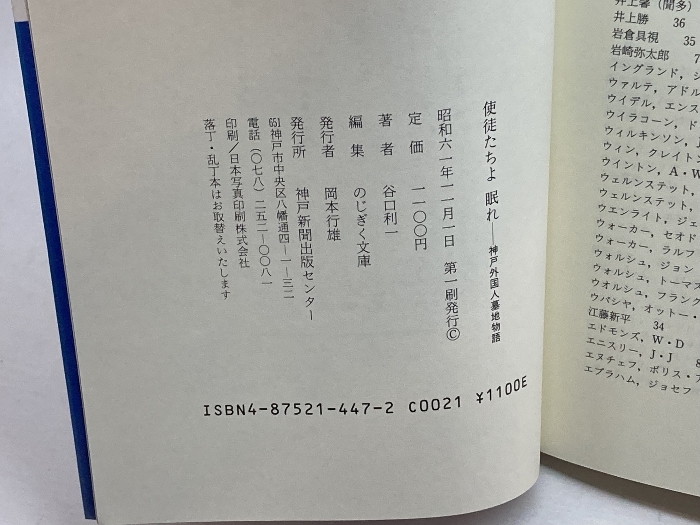 使徒たちよ 眠れ――神戸外国人墓地物語
昭和六一年一一月一日 第一刷発行©
定価 一一〇〇円
著者 谷口利一
編集 のじぎく文庫
発行者 岡本行雄
発行所 神戸新聞出版センター
651 神戸市中央区八幡通四―一―三二
電話(〇七八)二五二―〇〇八一
印刷/日本写真印刷株式会社
落丁・乱丁本はお取替えいたします
ISBN4-87521-447-2 C0021 ¥1100E
井上馨(聞多)
井上勝 36
岩倉具視 35
岩崎弥太郎 7
イングランド,
ヴァルテ,アドル
ウイデル,エンス
ウイラコーン,ド
ウィルキンソン,J
ウィン,クレイト
ウイントン,A・W
ウェルンステット,
ウェルンステット,
ウエンライト,ジェ
ウォーカー,セオド
ウォーカー,ラルフ
ウォルシュ,ジョン
ウォルシュ,トーマス
ウオルシュ,フランク
ウパシヤ,オットー・
江藤新平 34
エドモンズ,W・D
エニスリー,J・J 8
エヌチェフ,ボリス・ア
エブラハム,ジョセフ